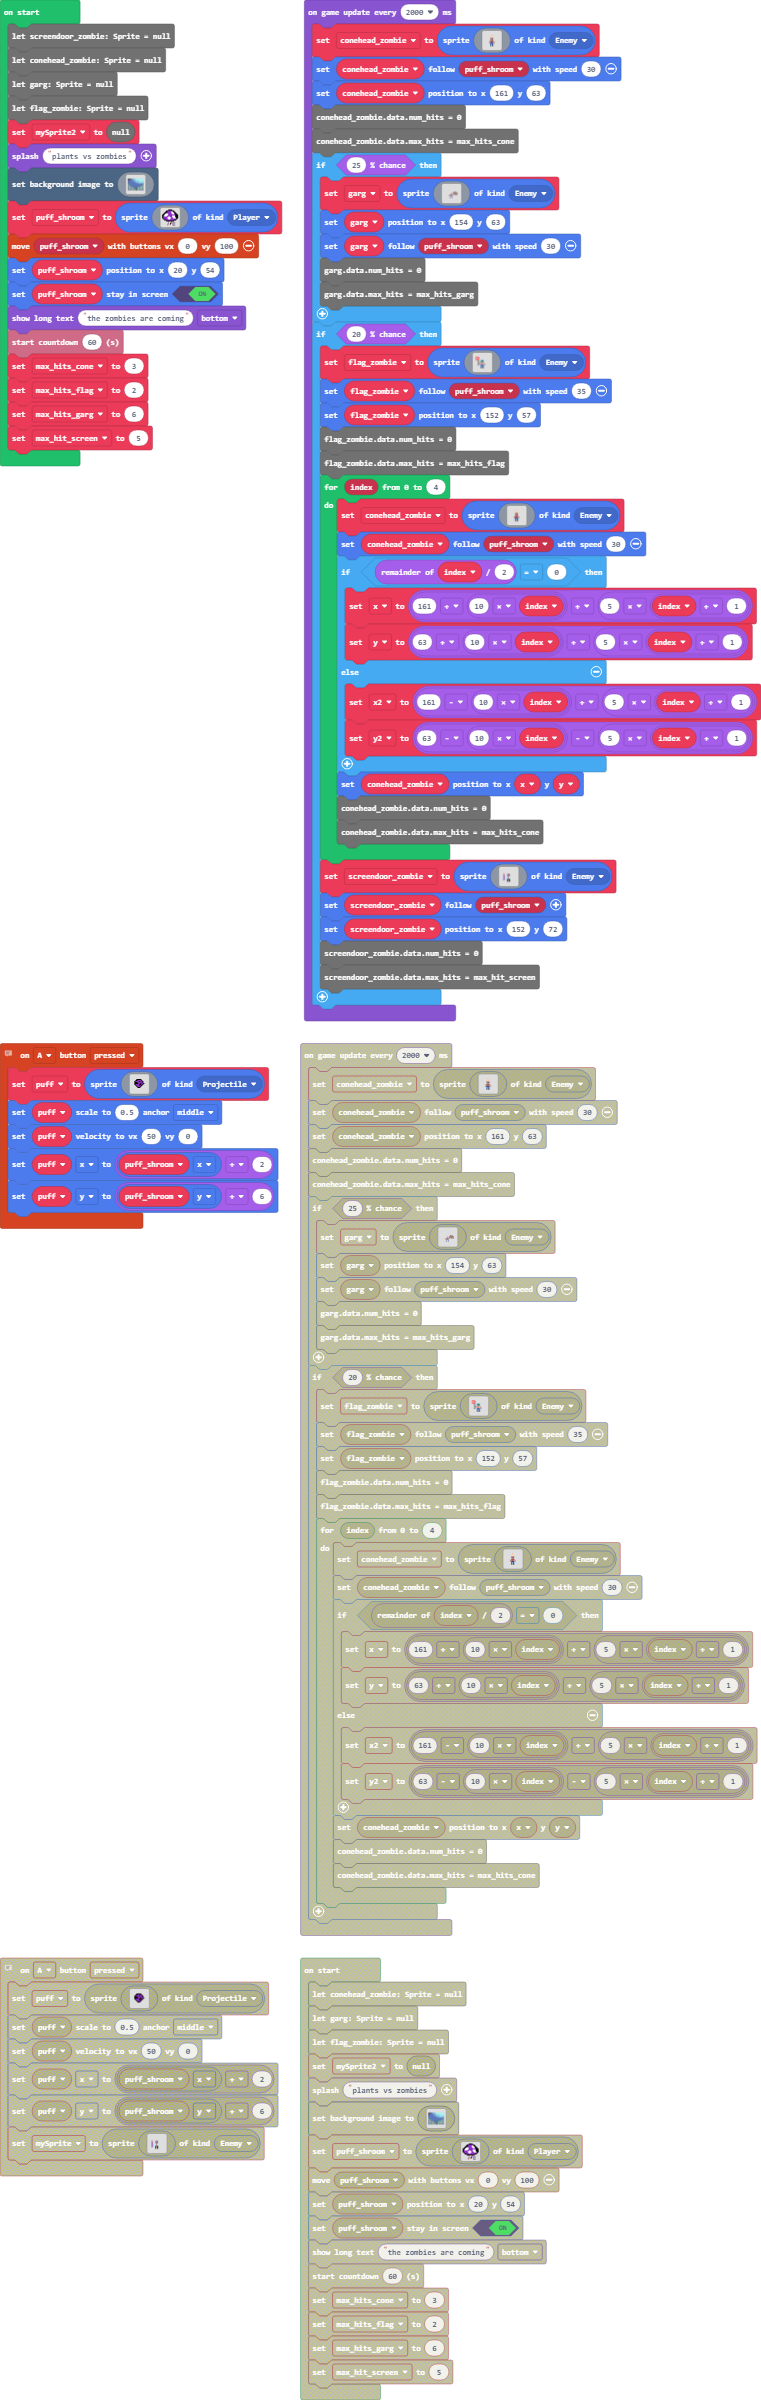 on start
let screendoor_zombie: Sprite = null
let conehead_zombie: Sprite = null
let garg: Sprite = null
let flag_zombie: Sprite = null
set mySprite2 to null
splash "plants vs zombies"
set background image to
set puff_shroom to sprite of kind Player
move puff_shroom with buttons vx 0 vy 100
set puff_shroom position to x 20 y 54
set puff_shroom stay in screen ON
show long text "the zombies are coming" bottom
start countdown 60 (s)
set max_hits_cone to 3
set max_hits_flag to 2
set max_hits_garg to 6
set max_hit_screen to 5
on game update every 2000 ms
set conehead_zombie to sprite of kind Enemy
set conehead_zombie follow puff_shroom with speed 30
set conehead_zombie position to x 161 y 63
conehead_zombie.data.num_hits = 0
conehead_zombie.data.max_hits = max_hits_cone
if 25 % chance then
set garg to sprite of kind Enemy
set garg position to x 154 y 63
set garg follow puff_shroom with speed 30
garg.data.num_hits = 0
garg.data.max_hits = max_hits_garg
if 20 % chance then
set flag_zombie to sprite of kind Enemy
set flag_zombie follow puff_shroom with speed 35
set flag_zombie position to x 152 y 57
flag_zombie.data.num_hits = 0
flag_zombie.data.max_hits = max_hits_flag
for index from 0 to 4
do
set conehead_zombie to sprite of kind Enemy
set conehead_zombie follow puff_shroom with speed 30
if remainder of index / 2 = 0 then
set x to 161 + 10 × index + 5 × index + 1
set y to 63 + 10 × index + 5 × index + 1
else
set x2 to 161 - 10 × index + 5 × index + 1
set y2 to 63 - 10 × index - 5 × index + 1
set conehead_zombie position to x x y y
conehead_zombie.data.num_hits = 0
conehead_zombie.data.max_hits = max_hits_cone
set screendoor_zombie to sprite of kind Enemy
set screendoor_zombie follow puff_shroom
set screendoor_zombie position to x 152 y 72
screendoor_zombie.data.num_hits = 0
screendoor_zombie.data.max_hits = max_hit_screen
on A button pressed
set puff to sprite of kind Projectile
set puff scale to 0.5 anchor middle
set puff velocity to vx 50 vy 0
set puff x to puff_shroom x + 2
set puff y to puff_shroom y + 6
on game update every 2000 ms
set conehead_zombie to sprite of kind Enemy
set conehead_zombie follow puff_shroom with speed 30
set conehead_zombie position to x 161 y 63
conehead_zombie.data.num_hits = 0
conehead_zombie.data.max_hits = max_hits_cone
if 25 % chance then
set garg to sprite of kind Enemy
set garg position to x 154 y 63
set garg follow puff_shroom with speed 30
garg.data.num_hits = 0
garg.data.max_hits = max_hits_garg
if 20 % chance then
set flag_zombie to sprite of kind Enemy
set flag_zombie follow puff_shroom with speed 35
set flag_zombie position to x 152 y 57
flag_zombie.data.num_hits = 0
flag_zombie.data.max_hits = max_hits_flag
for index from 0 to 4
do
set conehead_zombie to sprite of kind Enemy
set conehead_zombie follow puff_shroom with speed 30
if remainder of index / 2 = 0 then
set x to 161 + 10 × index + 5 × index + 1
set y to 63 + 10 × index + 5 × index + 1
else
set x2 to 161 - 10 × index + 5 × index + 1
set y2 to 63 - 10 × index - 5 × index + 1
set conehead_zombie position to x x y y
conehead_zombie.data.num_hits = 0
conehead_zombie.data.max_hits = max_hits_cone
on A button pressed
set puff to sprite of kind Projectile
set puff scale to 0.5 anchor middle
set puff velocity to vx 50 vy 0
set puff x to puff_shroom x + 2
set puff y to puff_shroom y + 6
set mySprite to sprite of kind Enemy
on start
let conehead_zombie: Sprite = null
let garg: Sprite = null
let flag_zombie: Sprite = null
set mySprite2 to null
splash "plants vs zombies"
set background image to
set puff_shroom to sprite of kind Player
move puff_shroom with buttons vx 0 vy 100
set puff_shroom position to x 20 y 54
set puff_shroom stay in screen ON
show long text "the zombies are coming" bottom
start countdown 60 (s)
set max_hits_cone to 3
set max_hits_flag to 2
set max_hits_garg to 6
set max_hit_screen to 5